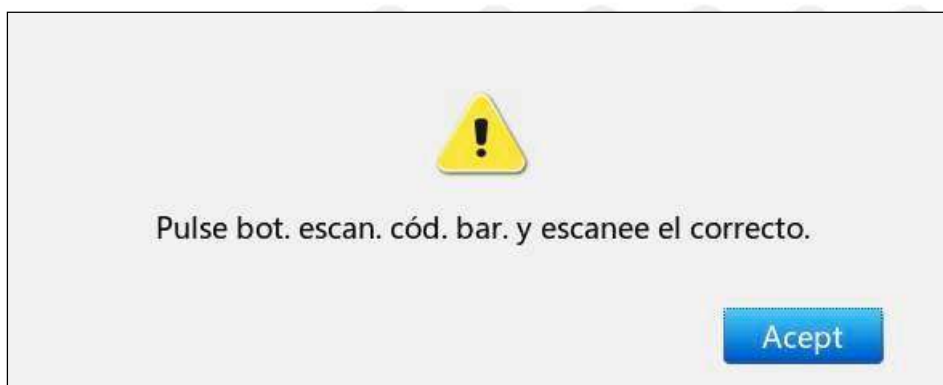 Pulse bot. escan. cód. bar. y escanee el correcto.
Acept